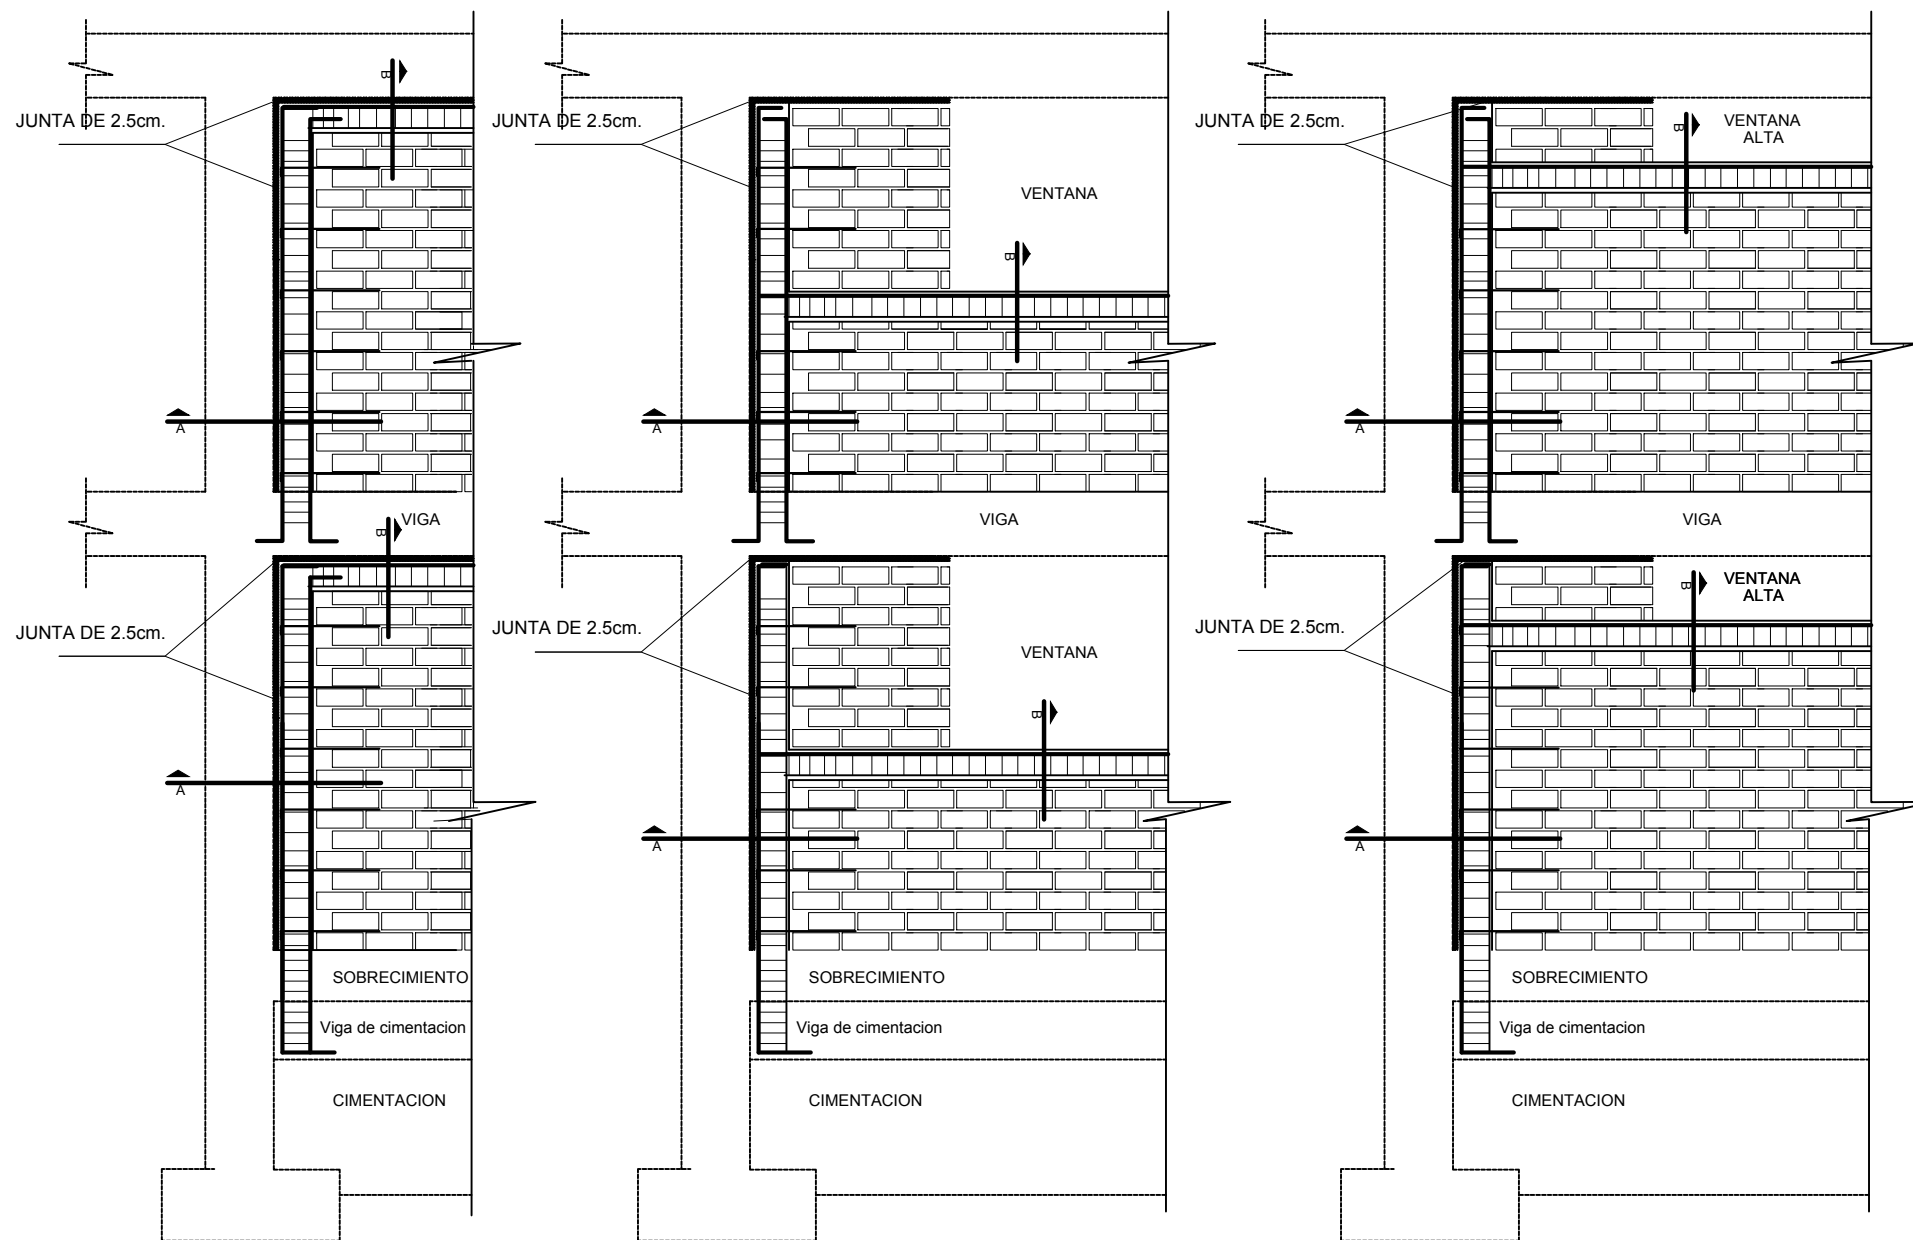 B
B
JUNTA DE 2.5cm.
JUNTA DE 2.5cm.
JUNTA DE 2.5cm.
VENTANA
ALTA
VENTANA
B
A
A
A
VIGA
VIGA
VIGA
B
B
VENTANA
ALTA
JUNTA DE 2.5cm.
JUNTA DE 2.5cm.
JUNTA DE 2.5cm.
VENTANA
B
A
A
A
SOBRECIMIENTO
SOBRECIMIENTO
SOBRECIMIENTO
Viga de cimentacion
Viga de cimentacion
Viga de cimentacion
CIMENTACION
CIMENTACION
CIMENTACION